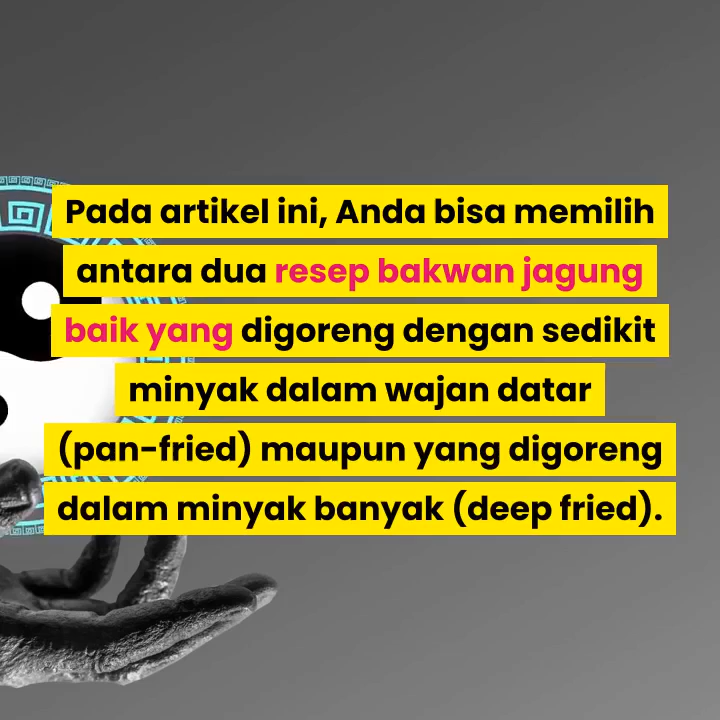 Pada artikel ini, Anda bisa memilih
antara dua resep bakwan jagung
baik yang digoreng dengan sedikit
minyak dalam wajan datar
(pan-fried) maupun yang digoreng
dalam minyak banyak (deep fried).